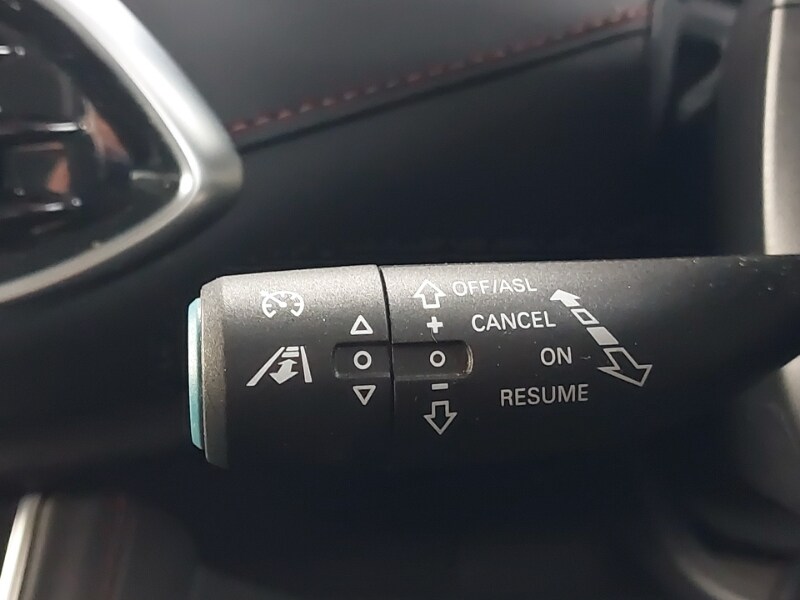 OFF/ASL
+ CANCEL
ON
−
RESUME